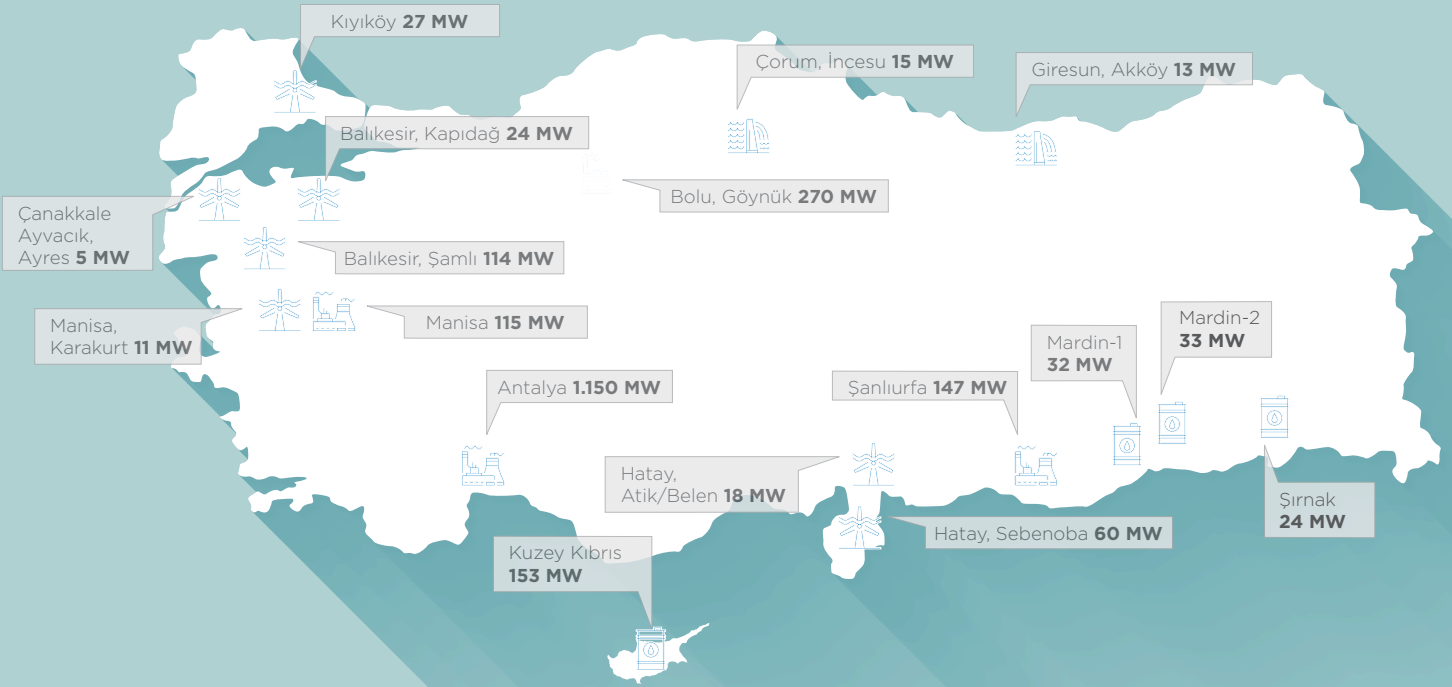 Kıyıköy 27 MW
Çorum, İncesu 15 MW
Giresun, Akköy 13 MW
Balıkesir, Kapıdağ 24 MW
Bolu, Göynük 270 MW
Çanakkale
Ayvacık,
Ayres 5 MW
Balıkesir, Şamlı 114 MW
Manisa,
Karakurt 11 MW
Manisa 115 MW
Mardin-2
33 MW
Mardin-1
32 MW
Antalya 1.150 MW
Şanlıurfa 147 MW
Hatay,
Atik/Belen 18 MW
Şırnak
24 MW
Hatay, Sebenoba 60 MW
Kuzey Kıbrıs
153 MW